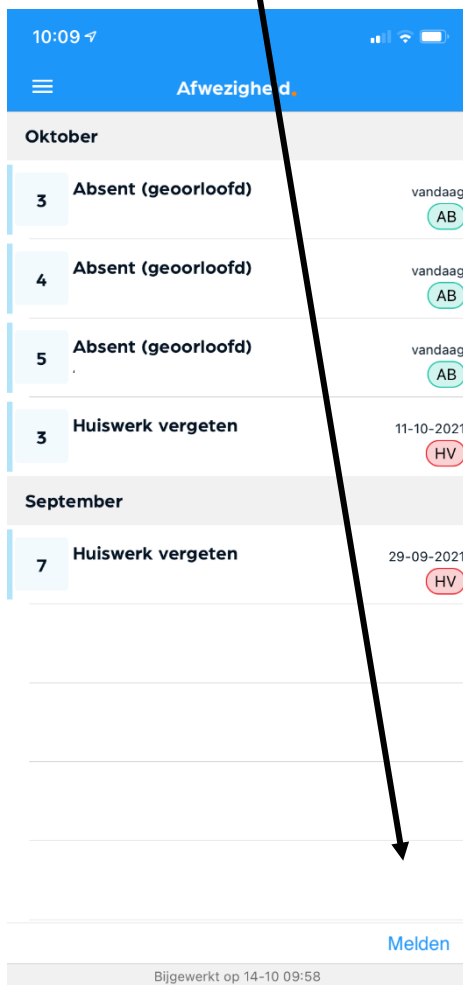 10:09
Afwezigheid.
Oktober
3 Absent (geoorloofd) vandaag
AB
4 Absent (geoorloofd) vandaag
AB
5 Absent (geoorloofd) vandaag
. AB
3 Huiswerk vergeten 11-10-2021
HV
September
7 Huiswerk vergeten 29-09-2021
HV
Melden
Bijgewerkt op 14-10 09:58